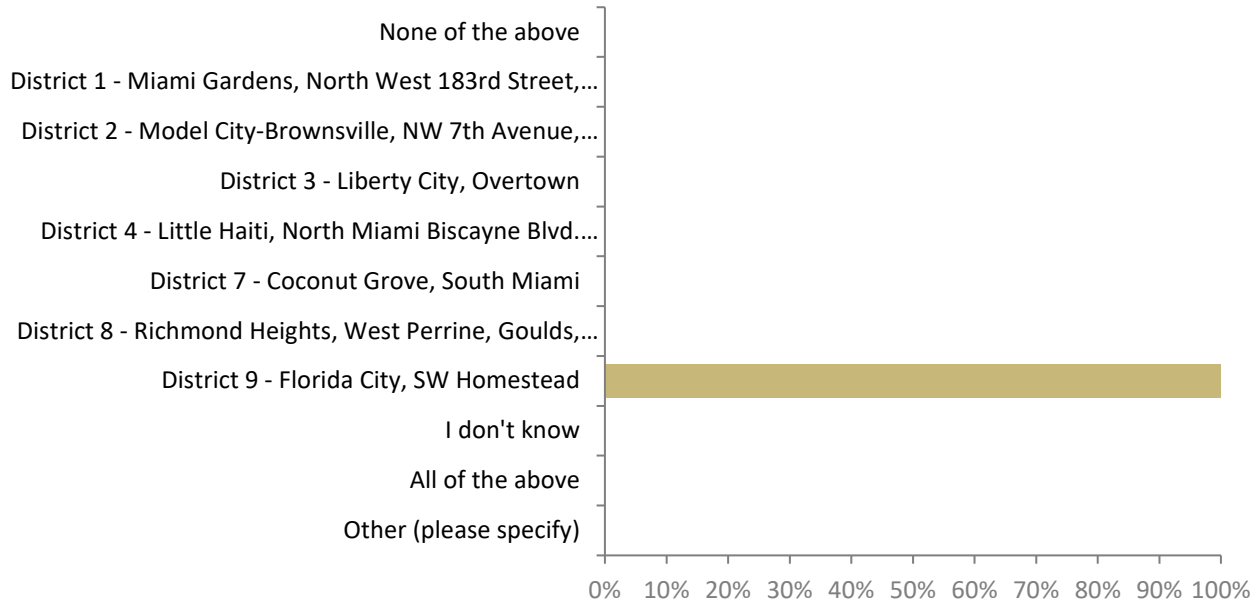 None of the above
District 1 - Miami Gardens, North West 183rd Street,...
District 2 - Model City-Brownsville, NW 7th Avenue,...
District 3 - Liberty City, Overtown
District 4 - Little Haiti, North Miami Biscayne Blvd....
District 7 - Coconut Grove, South Miami
District 8 - Richmond Heights, West Perrine, Goulds,...
District 9 - Florida City, SW Homestead
I don't know
All of the above
Other (please specify)
0% 10% 20% 30% 40% 50% 60% 70% 80% 90% 100%